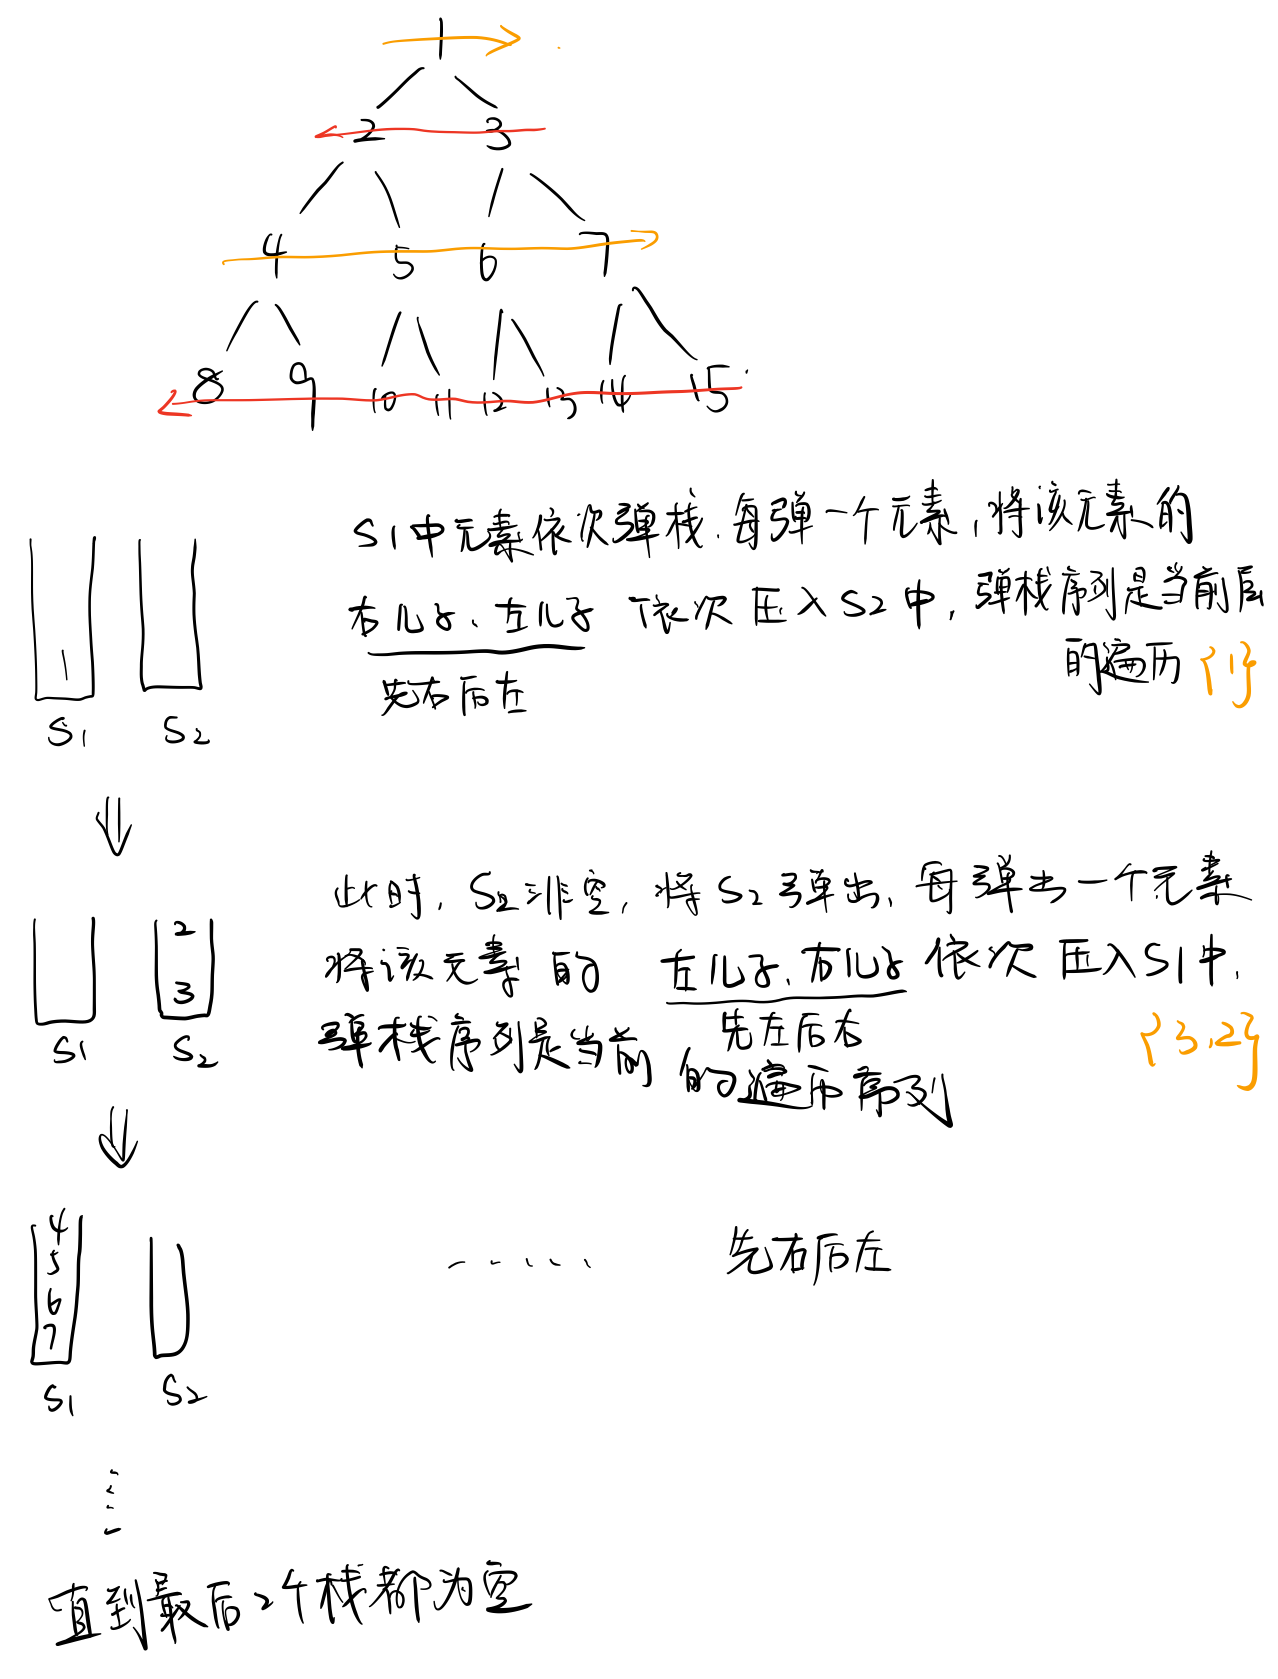 1
2 3
4 5 6 7
8 9 10 11 12 13 14 15
S1中元素依次弹栈.每弹一个元素,将该元素的
右儿子、左儿子 依次压入S2中,弹栈序列是当前层
的遍历 {1}
先右后左
1
S1 S2
此时,S2非空,将S2弹出,每弹出一个元素
将该元素的 左儿子、右儿子 依次压入S1中,
先左后右
弹栈序列是当前 的遍历序列
{3,2}
2
3
S1 S2
4
5
6
7
S1 S2
..... 先右后左
直到最后2个栈都为空